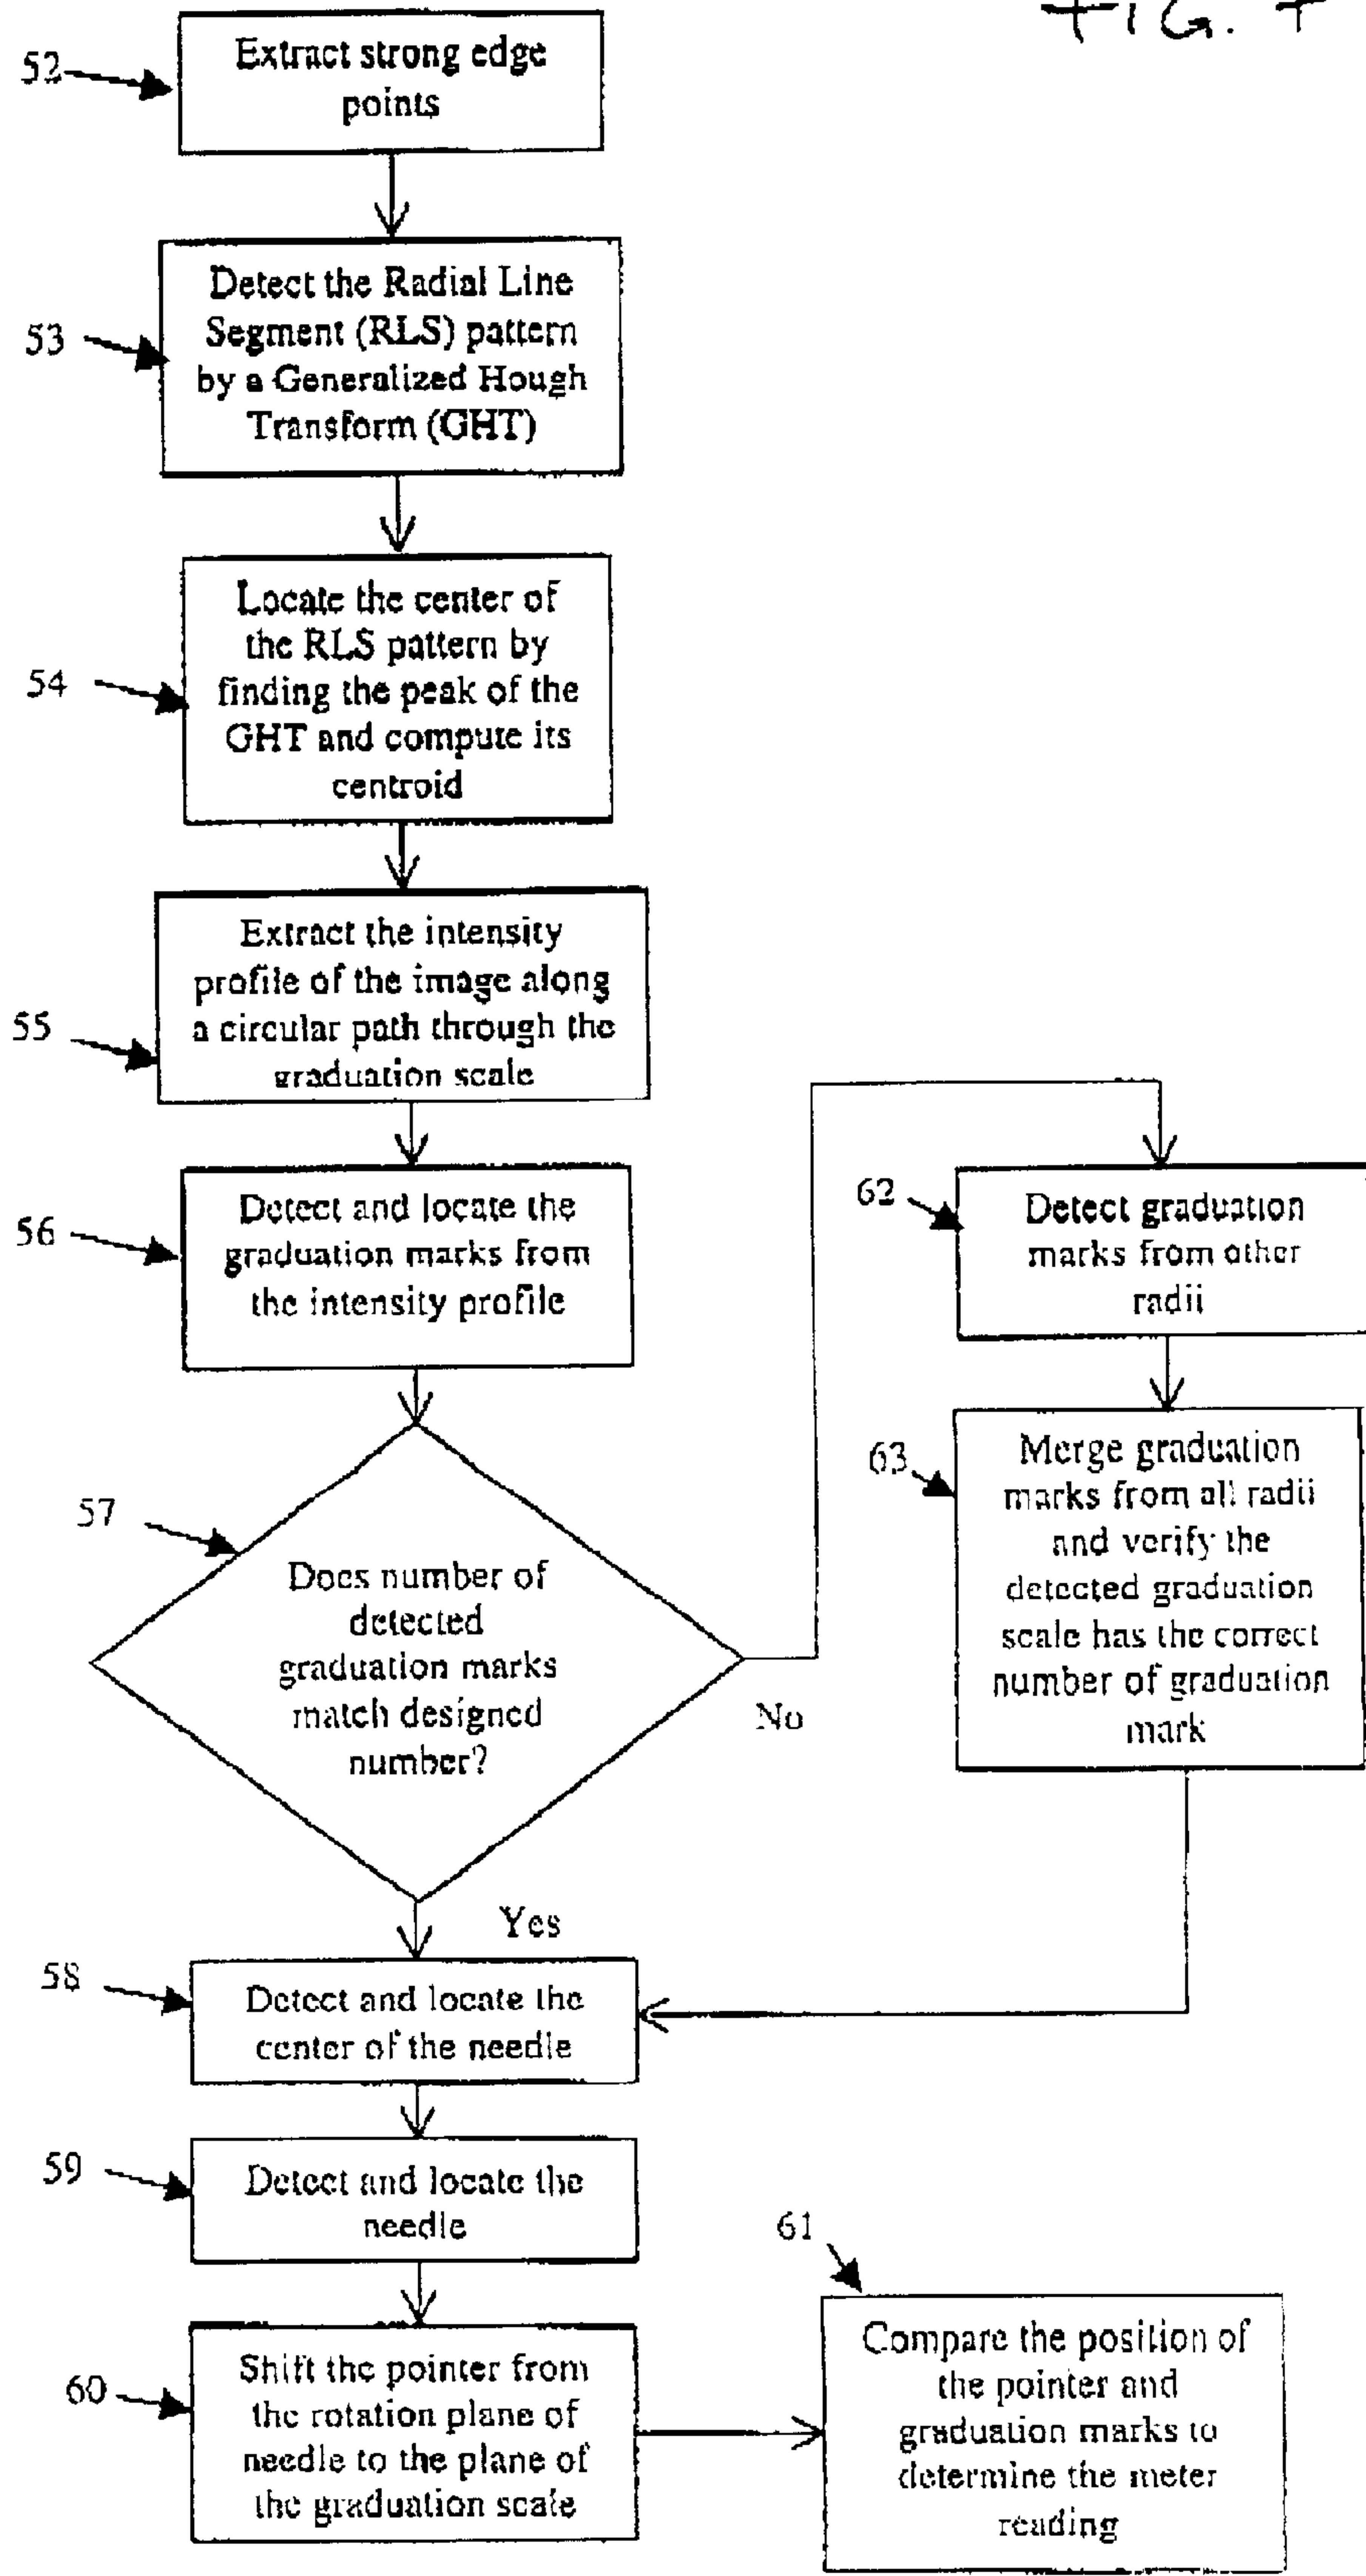 FIG.
52
Extract strong edge
points
53
Detect the Radial Line
Segment (RLS) pattern
by a Generalized Hough
Transform (GHT)
54
Locate the center of
the RLS pattern by
finding the peak of the
GHT and compute its
centroid
55
Extract the intensity
profile of the image along
a circular path through the
graduation scale
56
Detect and locate the
graduation marks from
the intensity profile
57
Does number of
detected
graduation marks
match designed
number?
No
Yes
62
Detect graduation
marks from other
radii
63
Merge graduation
marks from all radii
and verify the
detected graduation
scale has the correct
number of graduation
mark
58
Detect and locate the
center of the needle
59
Detect and locate the
needle
60
Shift the pointer from
the rotation plane of
needle to the plane of
the graduation scale
61
Compare the position of
the pointer and
graduation marks to
determine the meter
reading